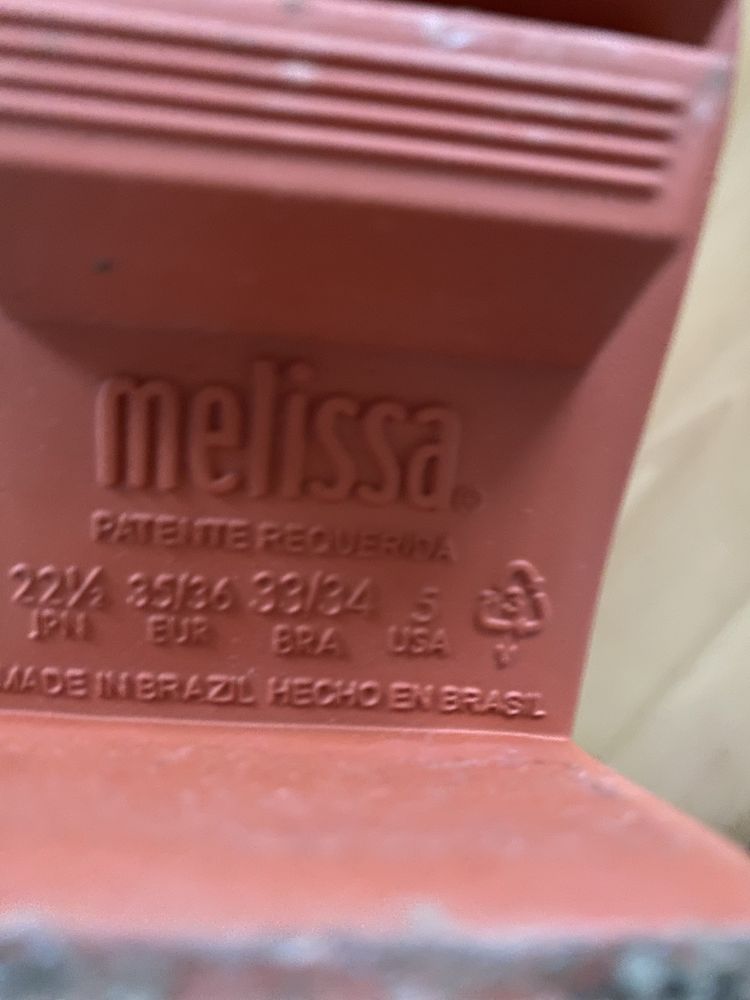 melissa®
PATENTE REQUERIDA
22½ 35/36 33/34 5 3
JPN EUR BRA USA V
MADE IN BRAZIL HECHO EN BRASIL